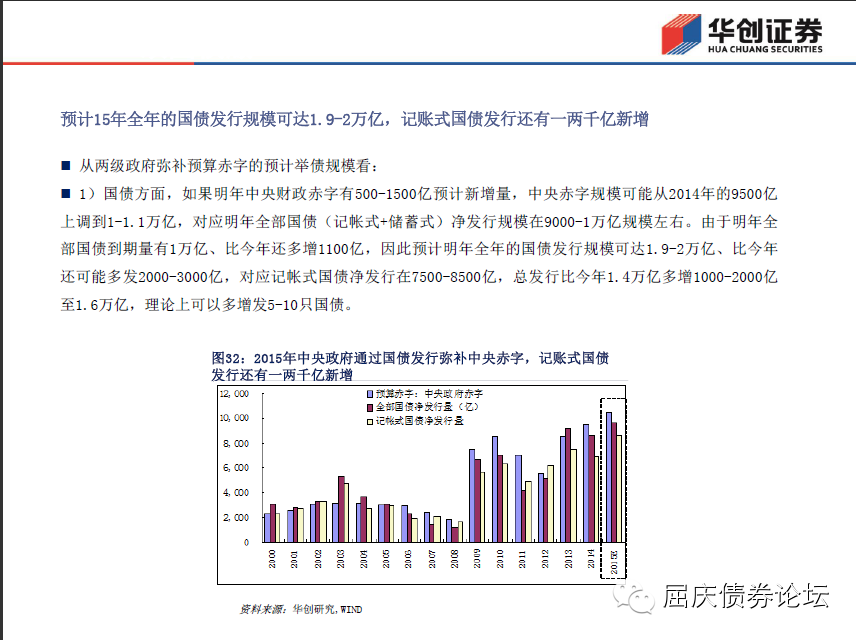 华创证券
HUA CHUANG SECURITIES
预计15年全年的国债发行规模可达1.9-2万亿，记账式国债发行还有一两千亿新增
■ 从两级政府弥补预算赤字的预计举债规模看：
■ 1）国债方面，如果明年中央财政赤字有500-1500亿预计新增量，中央赤字规模可能从2014年的9500亿
上调到1-1.1万亿，对应明年全部国债（记帐式+储蓄式）净发行规模在9000-1万亿规模左右。由于明年全
部国债到期量有1万亿、比今年还多增1100亿，因此预计明年全年的国债发行规模可达1.9-2万亿、比今年
还可能多发2000-3000亿，对应记帐式国债净发行在7500-8500亿，总发行比今年1.4万亿多增1000-2000亿
至1.6万亿，理论上可以多增发5-10只国债。
图32：2015年中央政府通过国债发行弥补中央赤字，记账式国债
发行还有一两千亿新增
预算赤字：中央政府赤字
全部国债净发行量（亿）
记帐式国债净发行量
12,000
10,000
8,000
6,000
4,000
2,000
0
2000 2001 2002 2003 2004 2005 2006 2007 2008 2009 2010 2011 2012 2013 2014 2015E
资料来源：华创研究,WIND
屈庆债券论坛